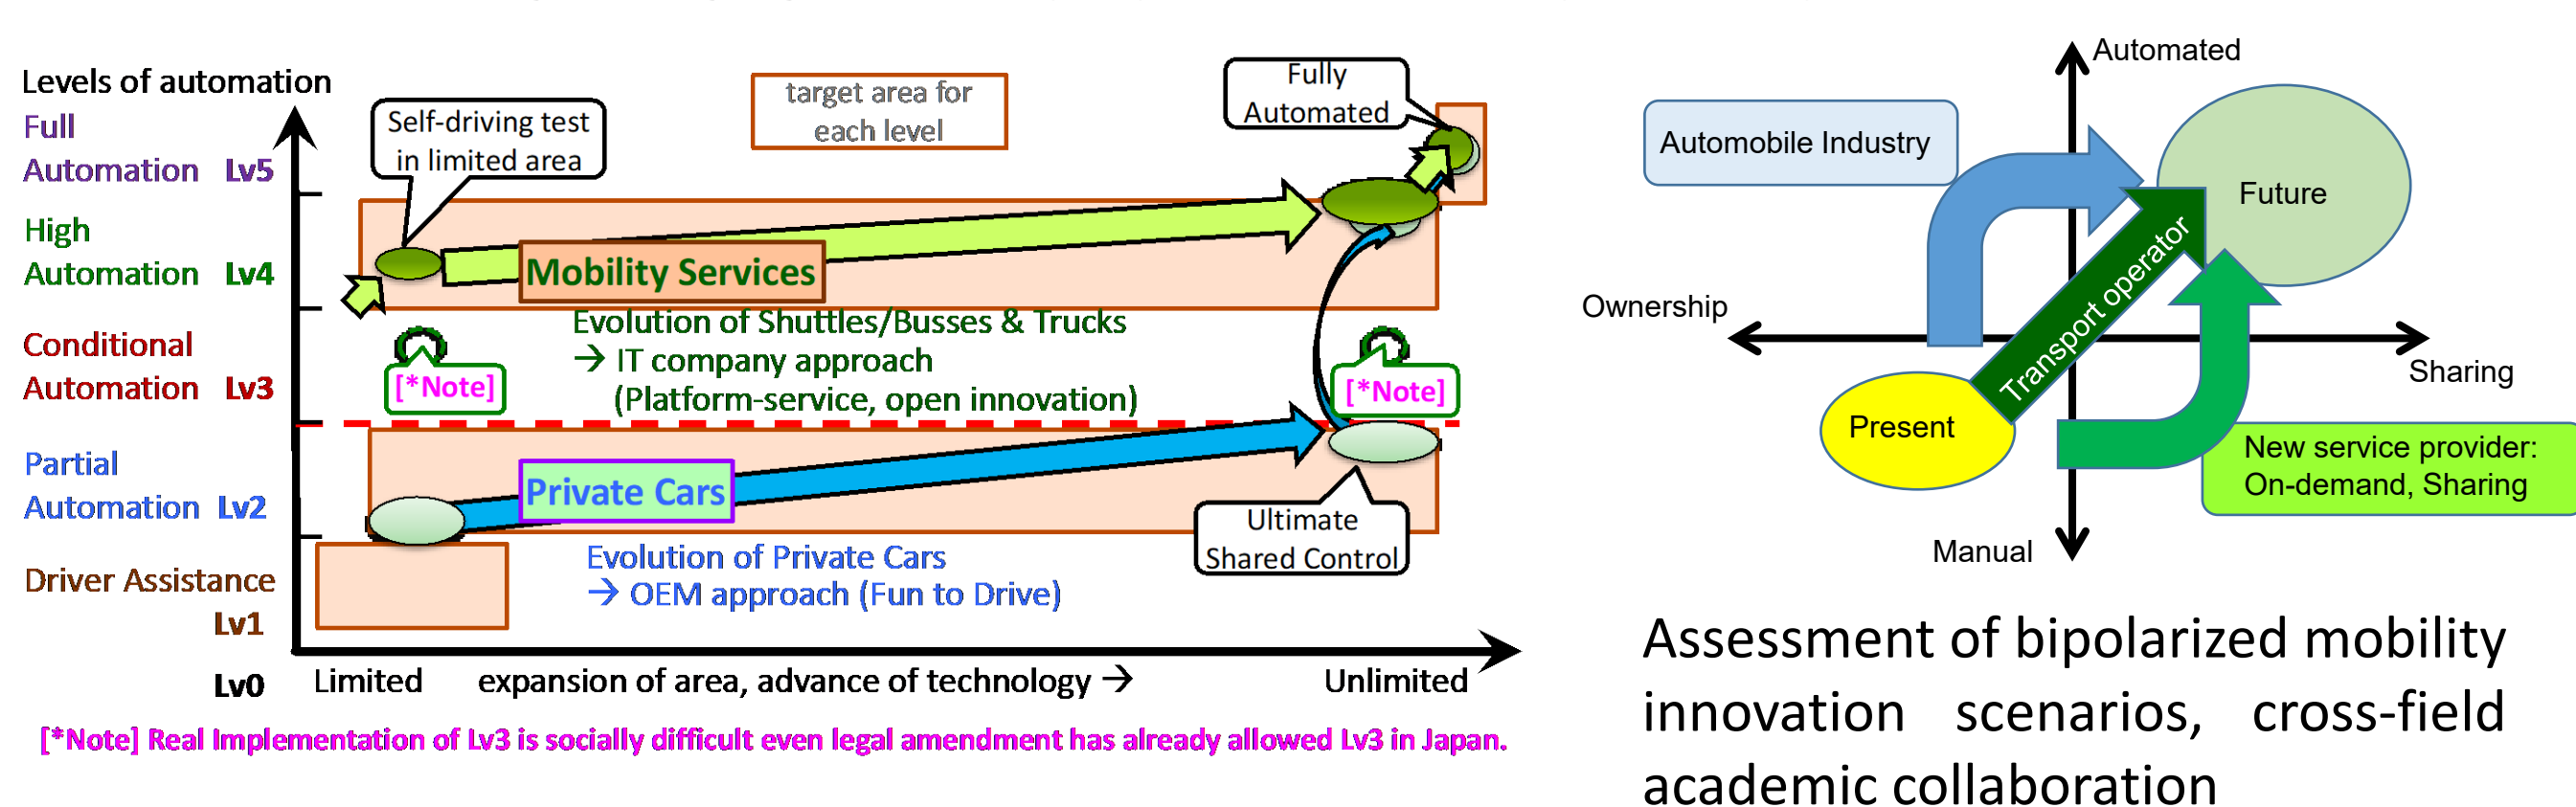 Levels of automation
Full
Automation Lv5
High
Automation Lv4
Conditional
Automation Lv3
Partial
Automation Lv2
Driver Assistance
Lv1
Lv0
Self-driving test
in limited area
target area for
each level
Fully
Automated
Mobility Services
Evolution of Shuttles/Busses & Trucks
→ IT company approach
(Platform-service, open innovation)
[*Note]
[*Note]
Private Cars
Ultimate
Shared Control
Evolution of Private Cars
→ OEM approach (Fun to Drive)
Limited expansion of area, advance of technology → Unlimited
[*Note] Real Implementation of Lv3 is socially difficult even legal amendment has already allowed Lv3 in Japan.
Automated
Automobile Industry
Future
Ownership
Transport operator
Sharing
Present
New service provider:
On-demand, Sharing
Manual
Assessment of bipolarized mobility
innovation scenarios, cross-field
academic collaboration